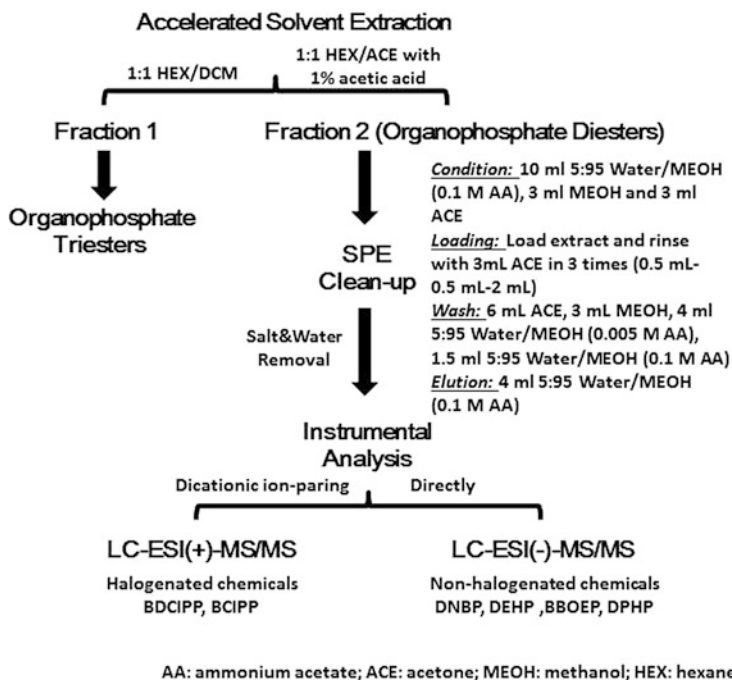 Accelerated Solvent Extraction
1:1 HEX/DCM
1:1 HEX/ACE with
1% acetic acid
Fraction 1
Fraction 2 (Organophosphate Diesters)
Organophosphate
Triesters
Condition: 10 ml 5:95 Water/MEOH
(0.1 M AA), 3 ml MEOH and 3 ml
ACE
Loading: Load extract and rinse
with 3mL ACE in 3 times (0.5 mL-
0.5 mL-2 mL)
Wash: 6 mL ACE, 3 mL MEOH, 4 ml
5:95 Water/MEOH (0.005 M AA),
1.5 ml 5:95 Water/MEOH (0.1 M AA)
Elution: 4 ml 5:95 Water/MEOH
(0.1 M AA)
SPE
Clean-up
Salt&Water
Removal
Instrumental
Analysis
Dicationic ion-paring
Directly
LC-ESI(+)-MS/MS
Halogenated chemicals
BDCIPP, BCIPP
LC-ESI(-)-MS/MS
Non-halogenated chemicals
DNBP, DEHP ,BBOEP, DPHP
AA: ammonium acetate; ACE: acetone; MEOH: methanol; HEX: hexane